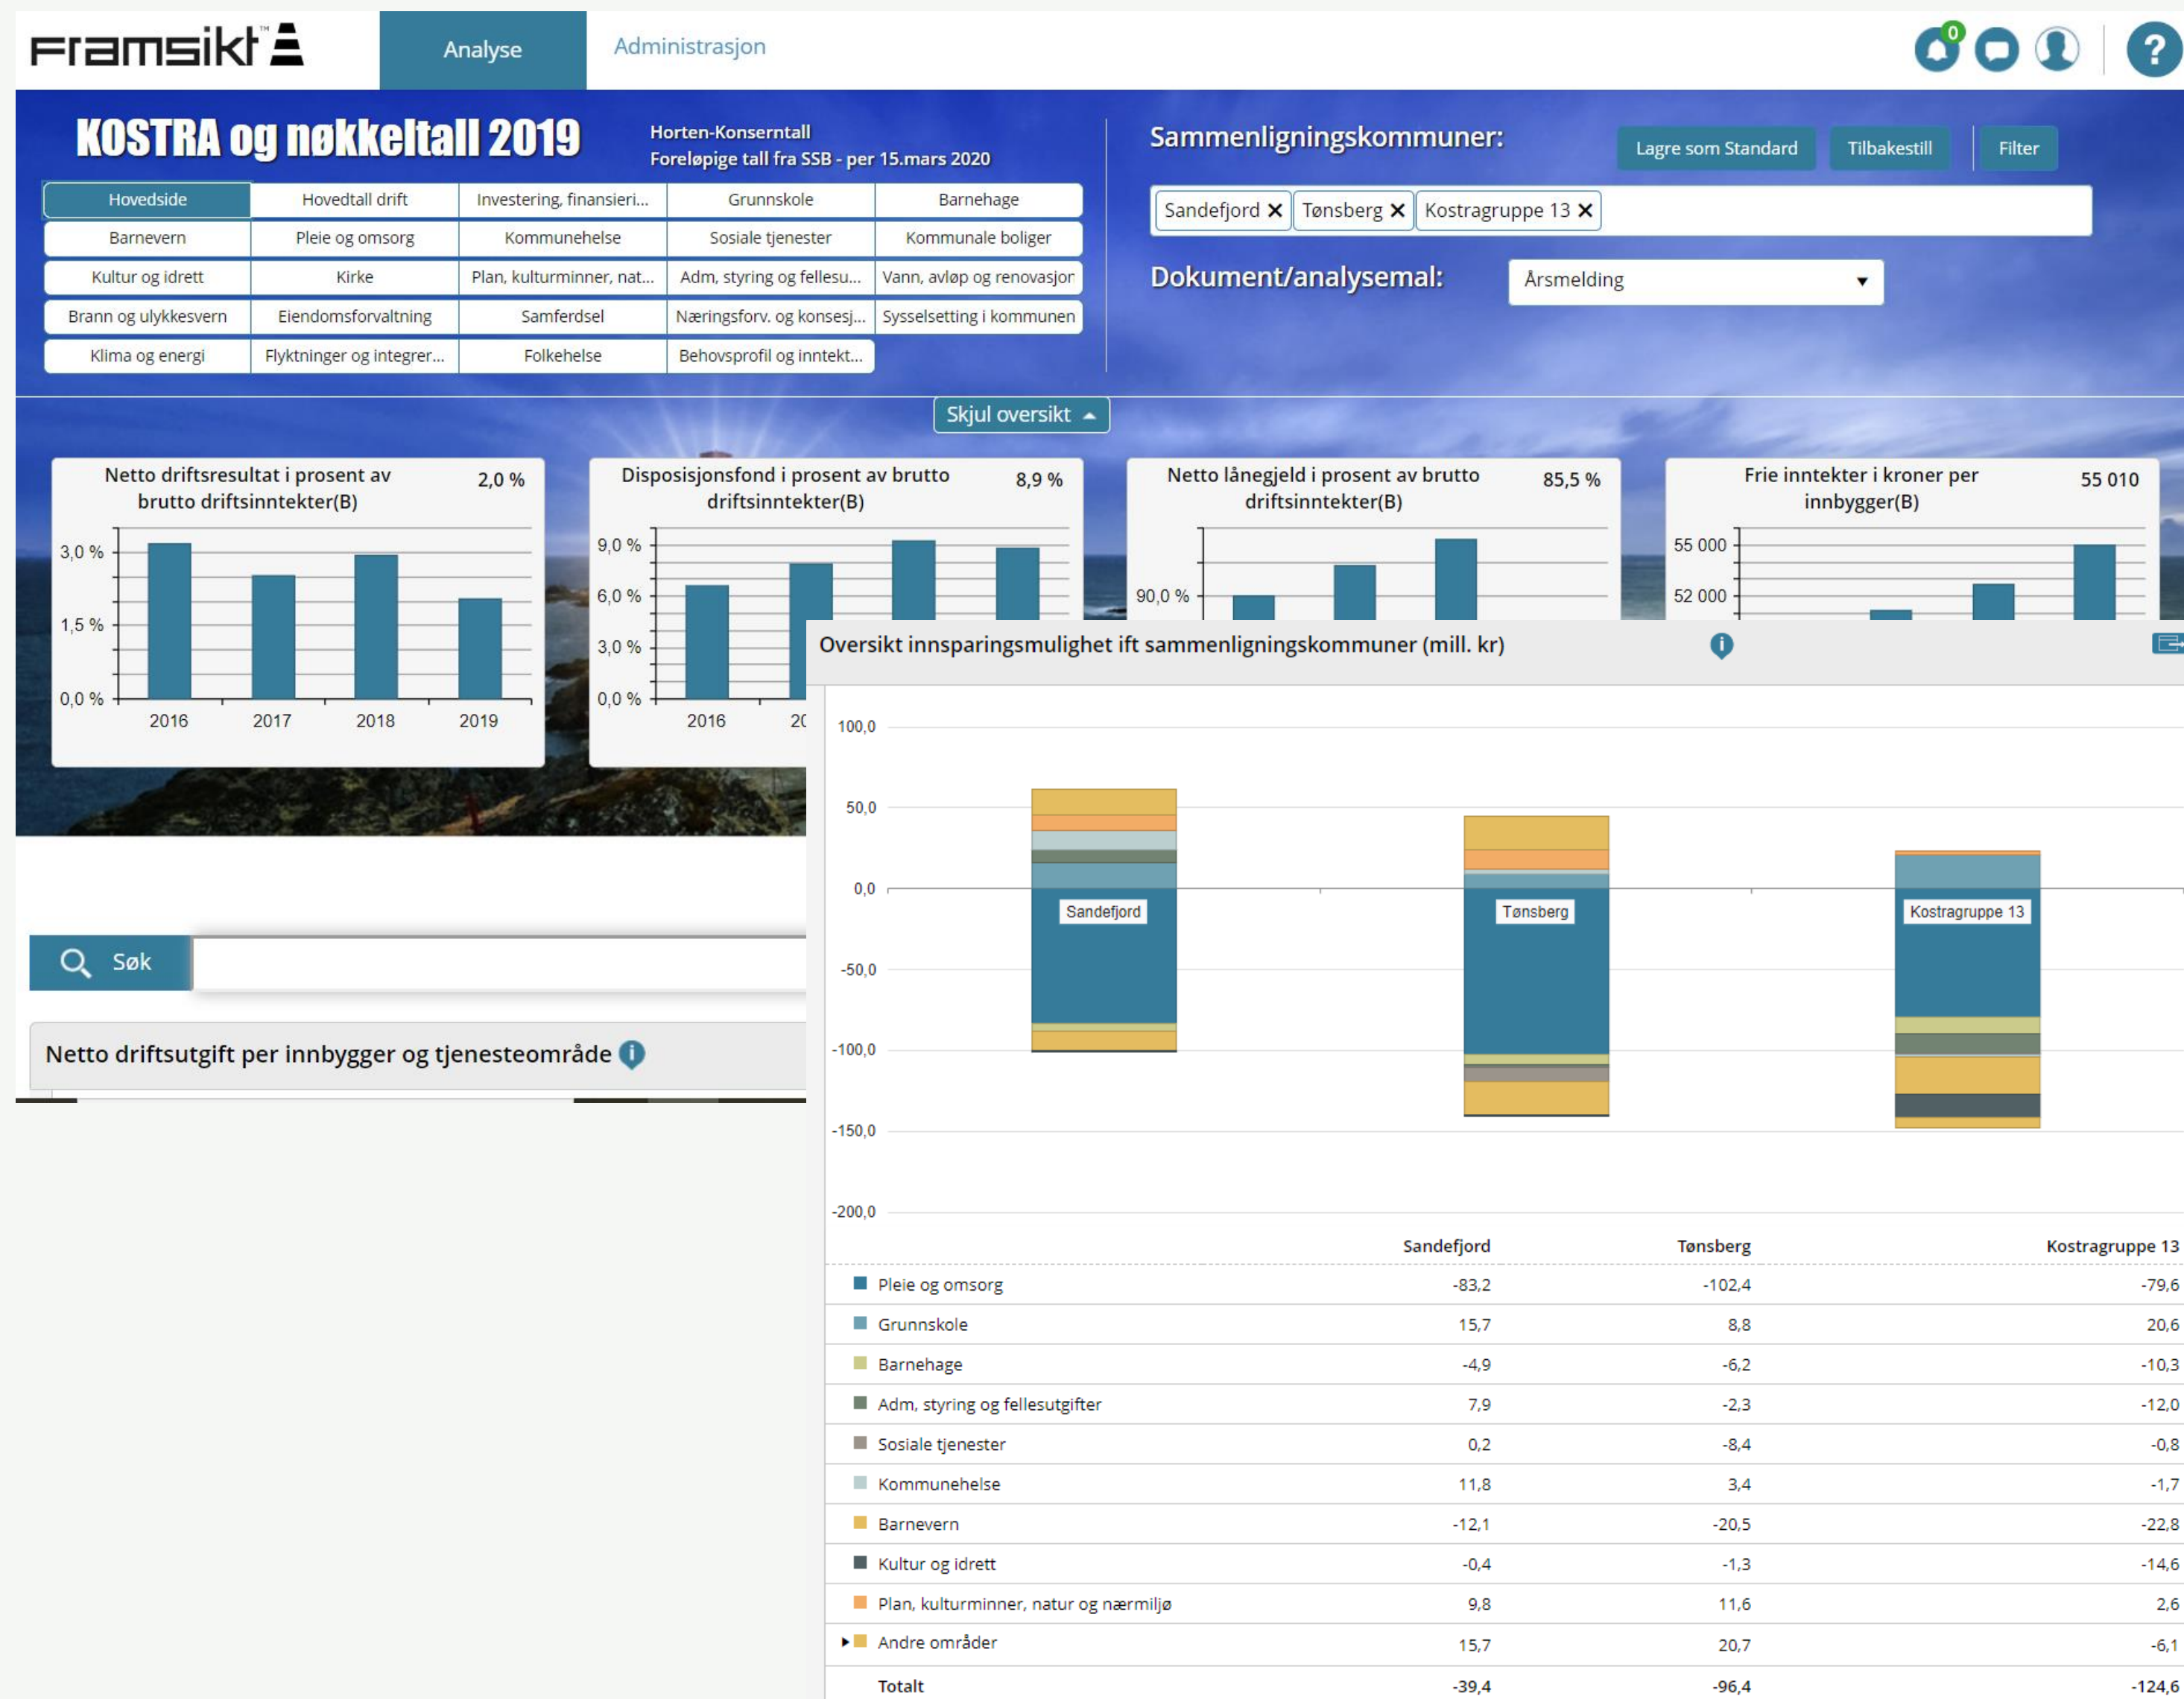 Framsikt™
Analyse
Administrasjon
0
?
KOSTRA og nøkkeltall 2019
Horten-Konserntall
Foreløpige tall fra SSB - per 15.mars 2020
Sammenligningskommuner:
Lagre som Standard
Tilbakestill
Filter
Hovedside Hovedtall drift Investering, finansieri... Grunnskole Barnehage
Barnevern Pleie og omsorg Kommunehelse Sosiale tjenester Kommunale boliger
Kultur og idrett Kirke Plan, kulturminner, nat... Adm, styring og fellesu... Vann, avløp og renovasjon
Brann og ulykkesvern Eiendomsforvaltning Samferdsel Næringsforv. og konsesj... Sysselsetting i kommunen
Klima og energi Flyktninger og integrer... Folkehelse Behovsprofil og inntekt...
Sandefjord × Tønsberg × Kostragruppe 13 ×
Dokument/analysemal:
Årsmelding
Skjul oversikt
Netto driftsresultat i prosent av
brutto driftsinntekter(B)
2,0 %
3,0 %
1,5 %
0,0 %
2016 2017 2018 2019
Disposisjonsfond i prosent av brutto
driftsinntekter(B)
8,9 %
9,0 %
6,0 %
3,0 %
0,0 %
2016 20
Netto lånegjeld i prosent av brutto
driftsinntekter(B)
85,5 %
90,0 %
Frie inntekter i kroner per
innbygger(B)
55 010
55 000
52 000
Søk
Netto driftsutgift per innbygger og tjenesteområde
i
Oversikt innsparingsmulighet ift sammenligningskommuner (mill. kr)
i
100,0
50,0
0,0
-50,0
-100,0
-150,0
-200,0
Sandefjord
Tønsberg
Kostragruppe 13
Sandefjord Tønsberg Kostragruppe 13
Pleie og omsorg -83,2 -102,4 -79,6
Grunnskole 15,7 8,8 20,6
Barnehage -4,9 -6,2 -10,3
Adm, styring og fellesutgifter 7,9 -2,3 -12,0
Sosiale tjenester 0,2 -8,4 -0,8
Kommunehelse 11,8 3,4 -1,7
Barnevern -12,1 -20,5 -22,8
Kultur og idrett -0,4 -1,3 -14,6
Plan, kulturminner, natur og nærmiljø 9,8 11,6 2,6
Andre områder 15,7 20,7 -6,1
Totalt -39,4 -96,4 -124,6